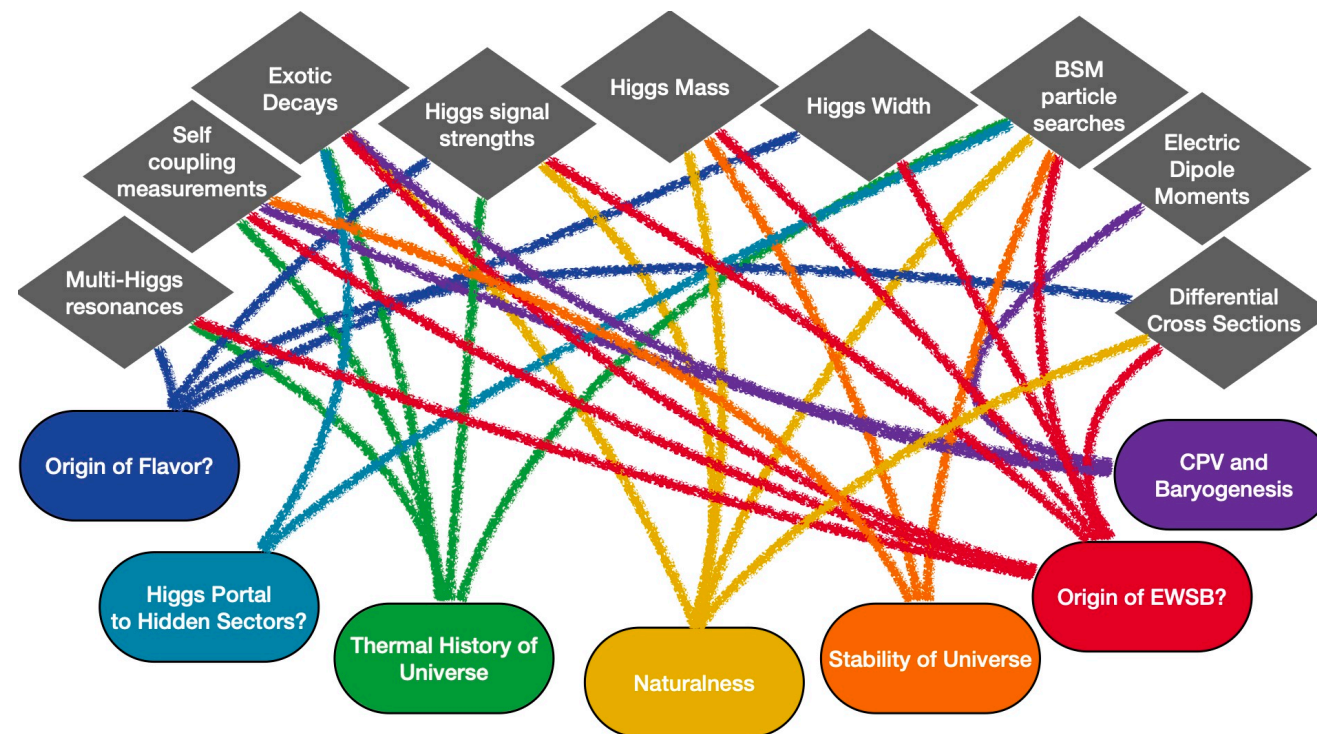 Exotic
Decays
Higgs signal
strengths
Higgs Mass
Higgs Width
BSM
particle
searches
Self
coupling
measurements
Electric
Dipole
Moments
Multi-Higgs
resonances
Differential
Cross Sections
Origin of Flavor?
CPV and
Baryogenesis
Higgs Portal
to Hidden Sectors?
Origin of EWSB?
Thermal History of
Universe
Naturalness
Stability of Universe